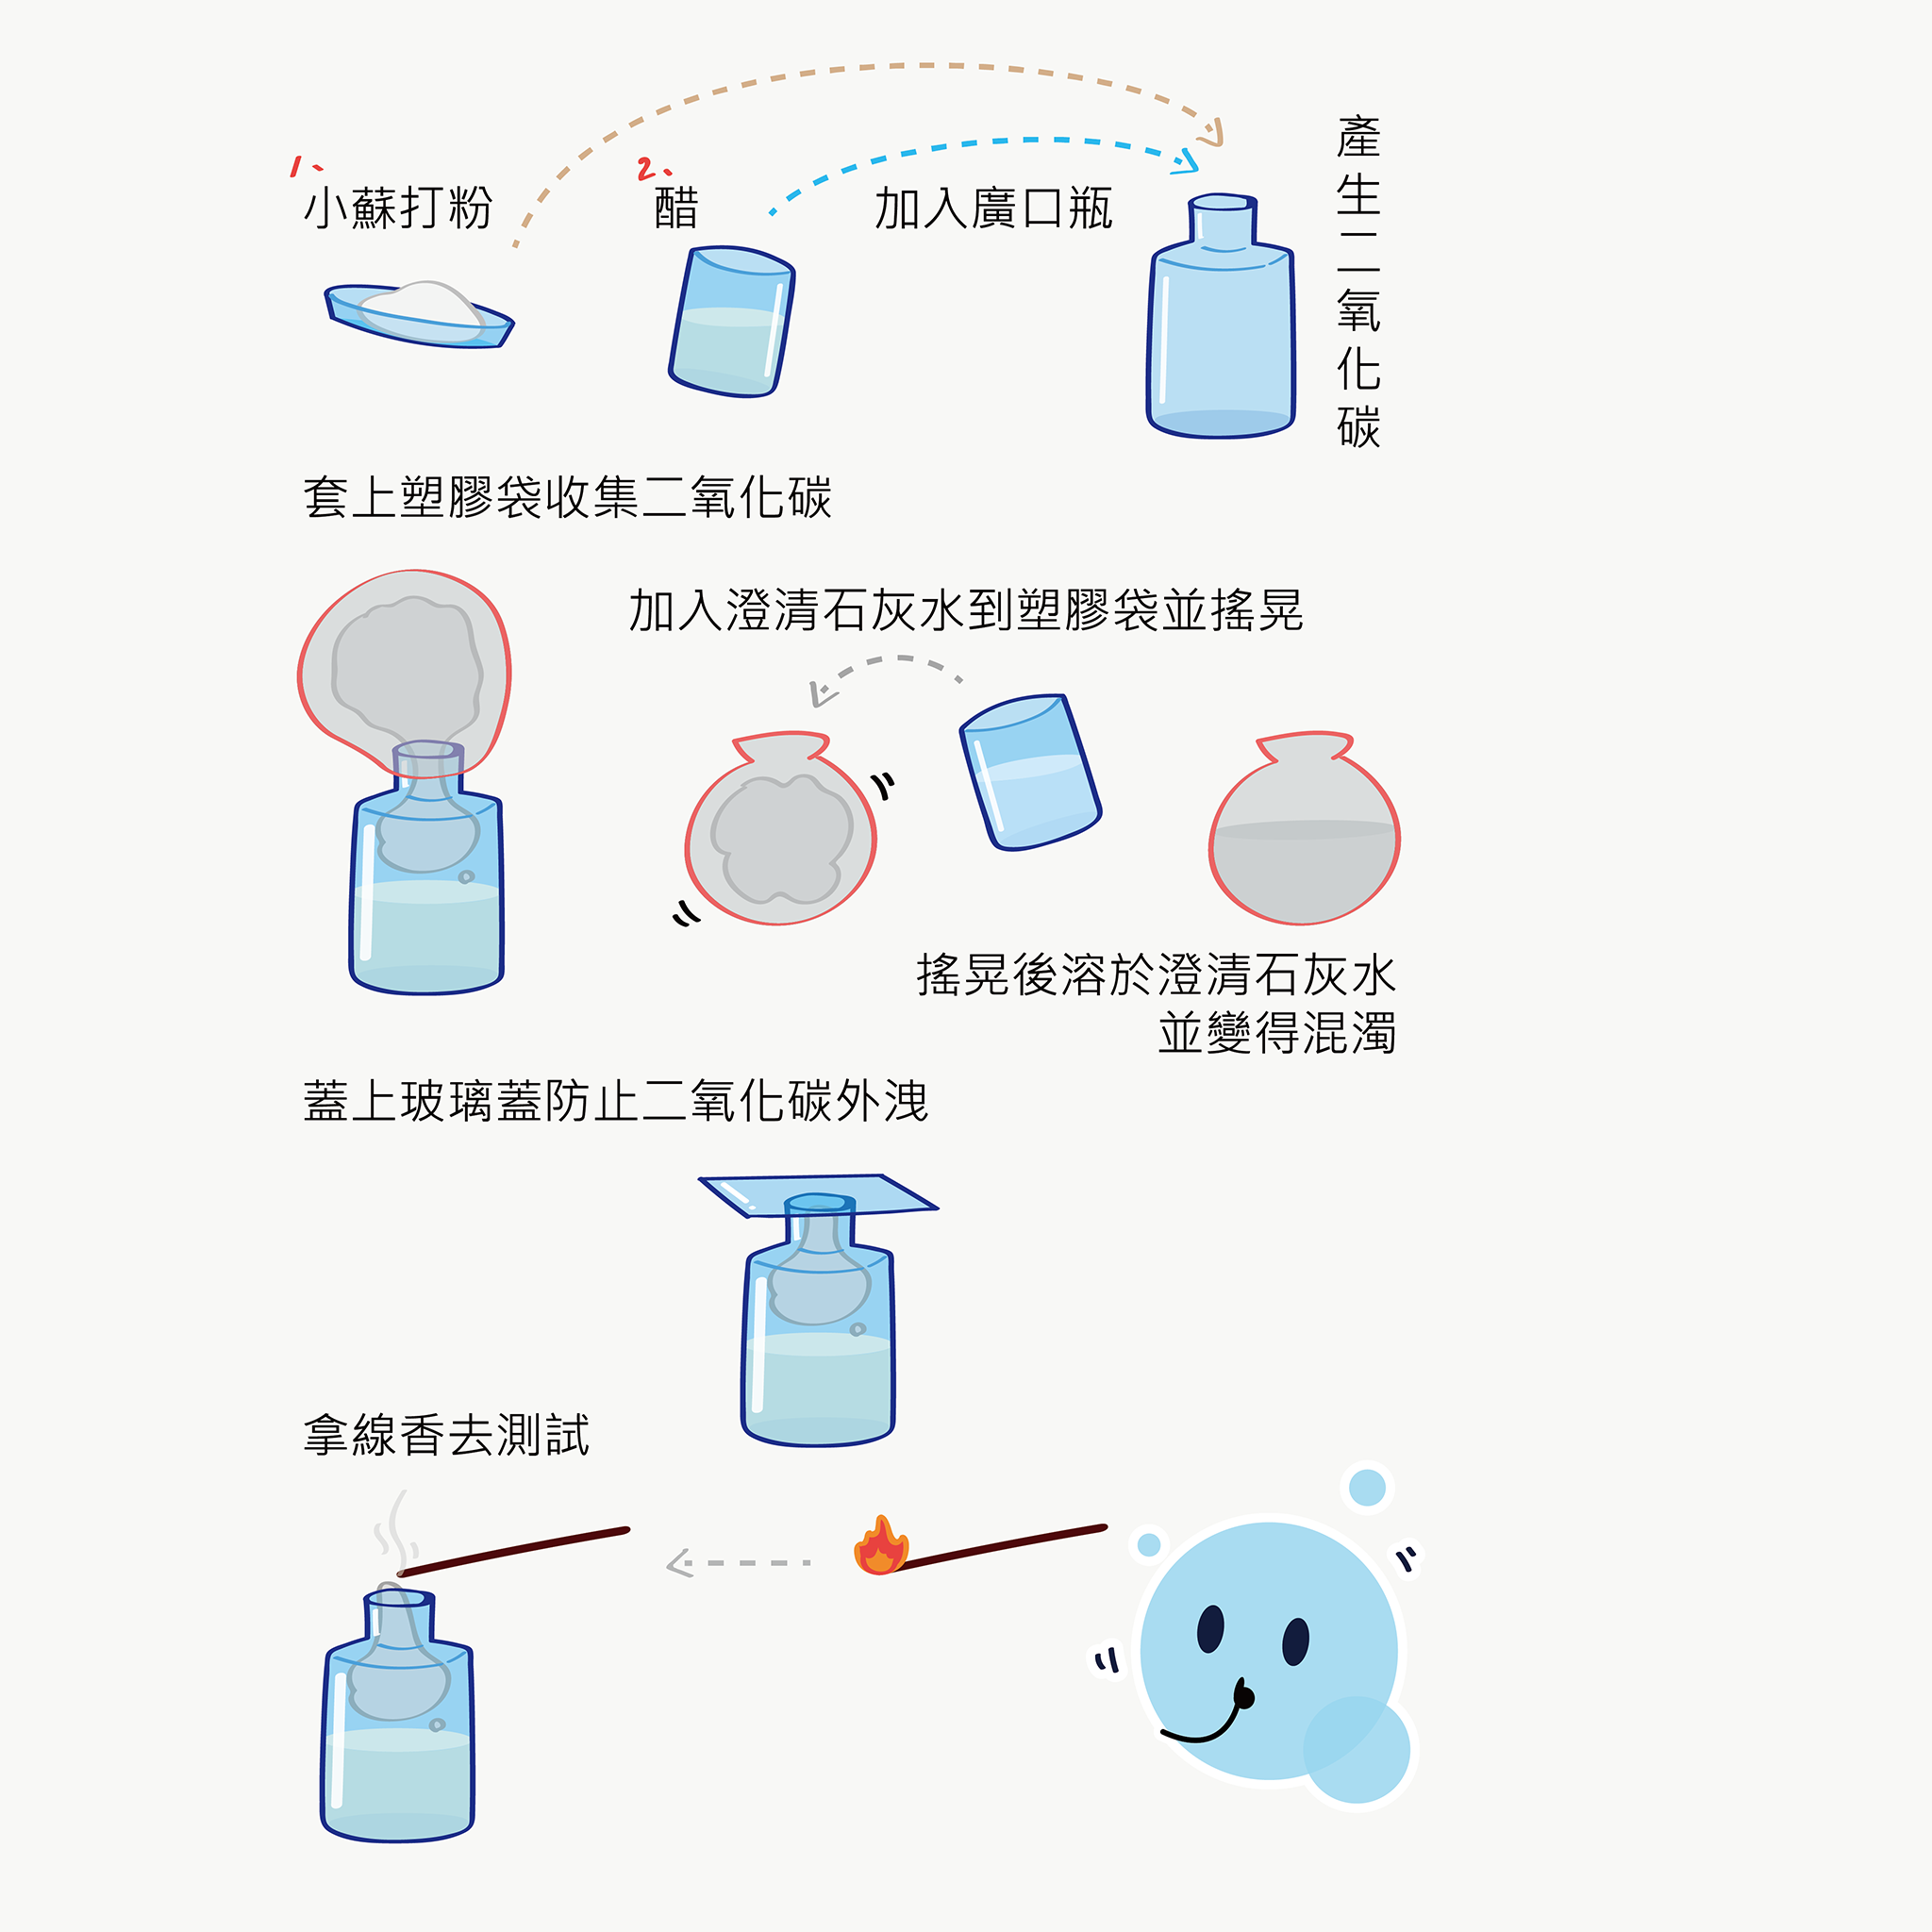 1、
小蘇打粉
2、
醋
加入廣口瓶
產生二氧化碳
套上塑膠袋收集二氧化碳
加入澄清石灰水到塑膠袋並搖晃
搖晃後溶於澄清石灰水
並變得混濁
蓋上玻璃蓋防止二氧化碳外洩
拿線香去測試